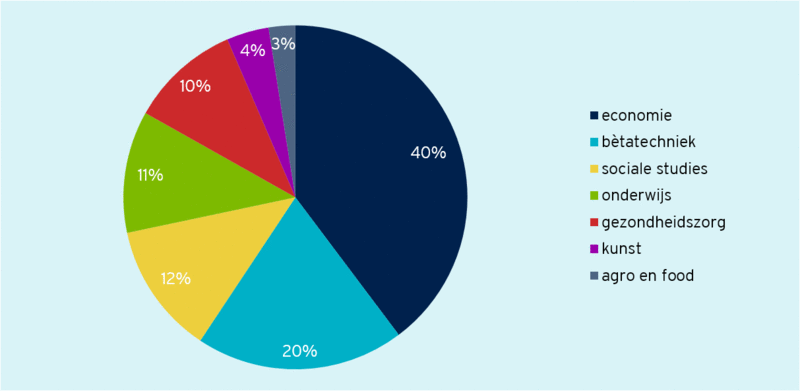 3%
4%
10%
40%
11%
12%
20%
economie
bètatechniek
sociale studies
onderwijs
gezondheidszorg
kunst
agro en food